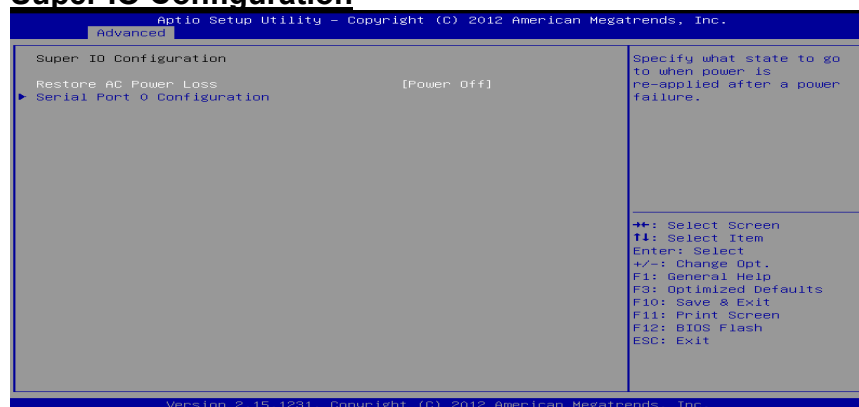 Super IO Configuration
Aptio Setup Utility – Copyright (C) 2012 American Megatrends, Inc.
Advanced
Super IO Configuration
Restore AC Power Loss [Power Off]
► Serial Port 0 Configuration
Specify what state to go
to when power is
re-applied after a power
failure.
→←: Select Screen
↑↓: Select Item
Enter: Select
+/-: Change Opt.
F1: General Help
F3: Optimized Defaults
F10: Save & Exit
F11: Print Screen
F12: BIOS Flash
ESC: Exit
Version 2.15.1231. Copyright (C) 2012 American Megatrends, Inc.